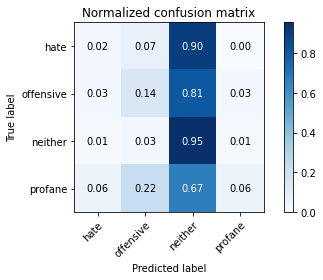 Normalized confusion matrix
True label
hate 0.02 0.07 0.90 0.00
offensive 0.03 0.14 0.81 0.03
neither 0.01 0.03 0.95 0.01
profane 0.06 0.22 0.67 0.06
hate offensive neither profane
Predicted label
0.8
0.6
0.4
0.2
0.0